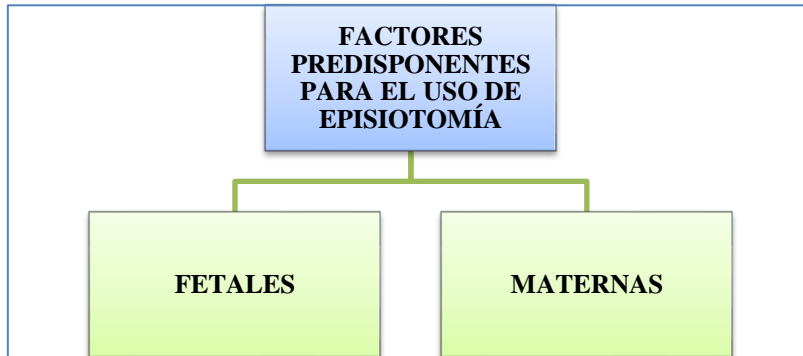 FACTORES
PREDISPONENTES
PARA EL USO DE
EPISIOTOMÍA
FETALES
MATERNAS